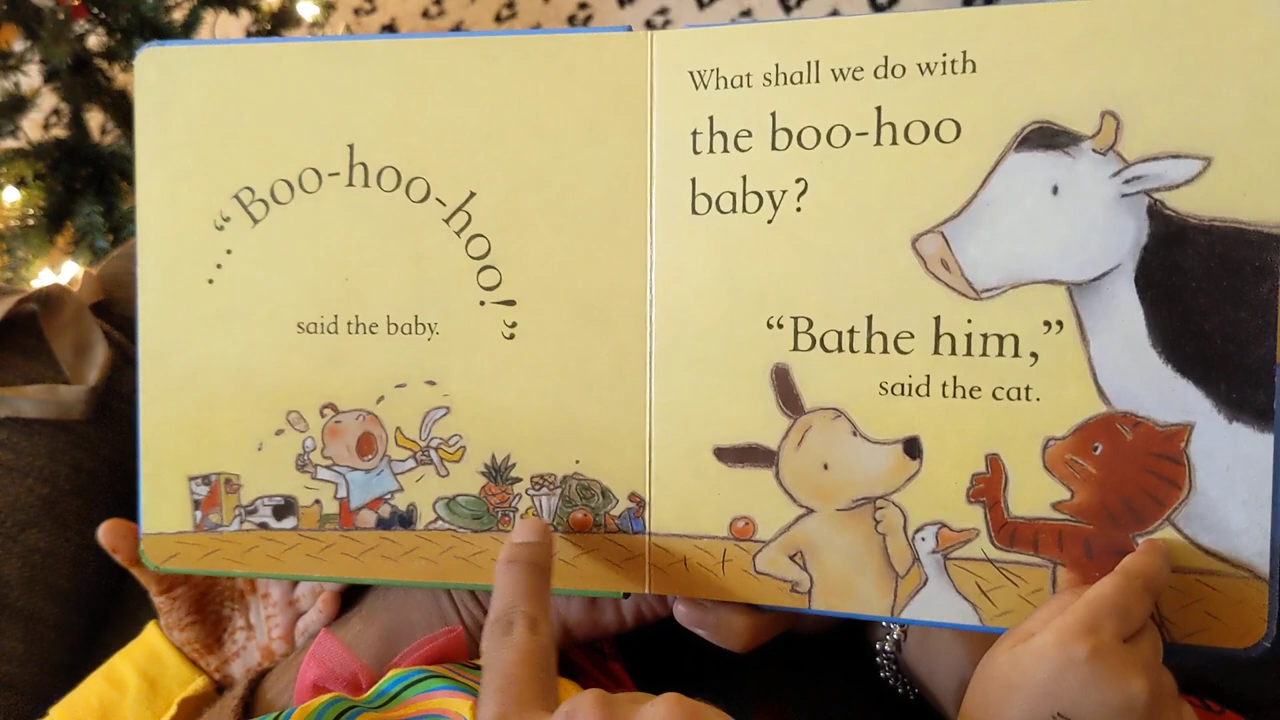 ..."Boo-hoo-hoo!"
said the baby.
What shall we do with
the boo-hoo
baby?
"Bathe him,"
said the cat.